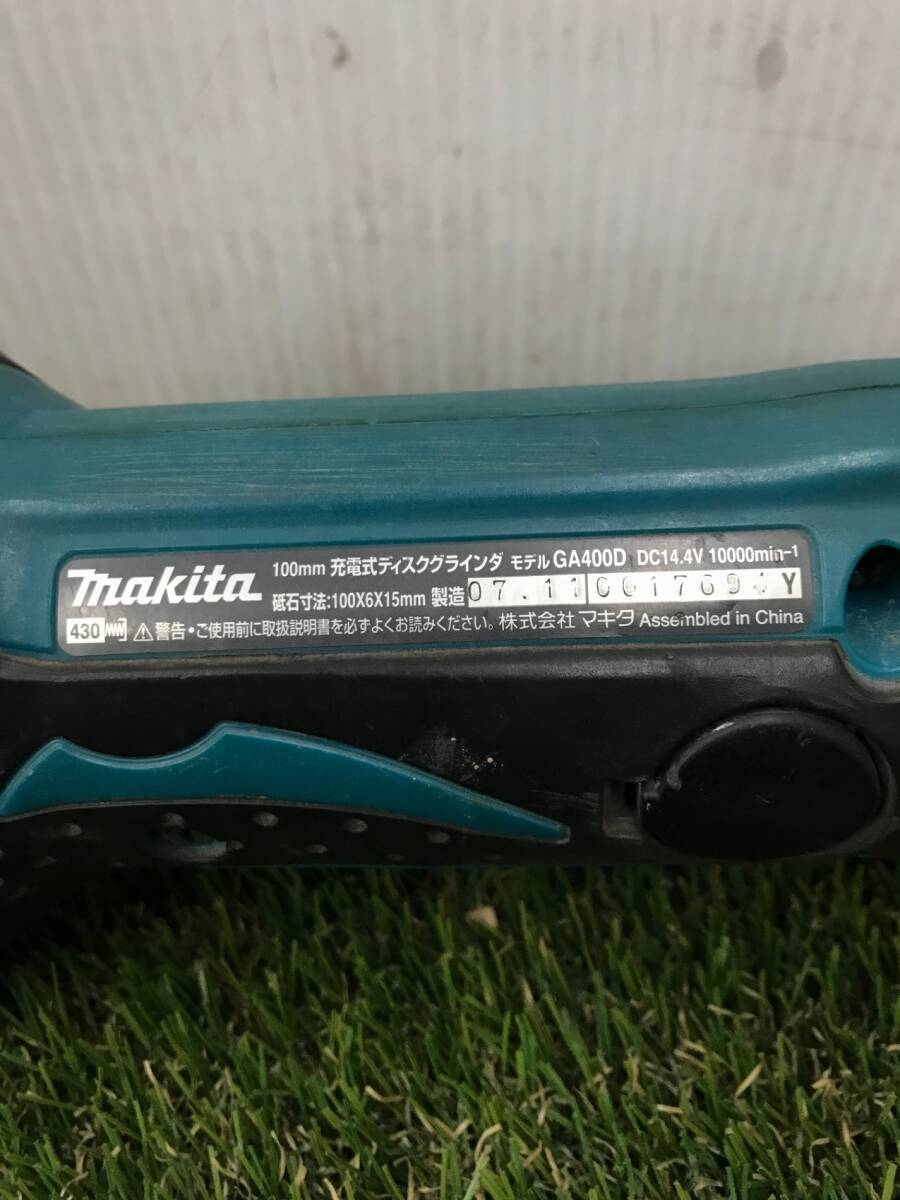 makita
100mm 充電式ディスクグラインダ モデル GA400D DC14.4V 10000min-1
砥石寸法:100X6X15mm 製造 07.11 Y
430 警告・ご使用前に取扱説明書を必ずよくお読みください。 株式会社 マキタ Assembled in China